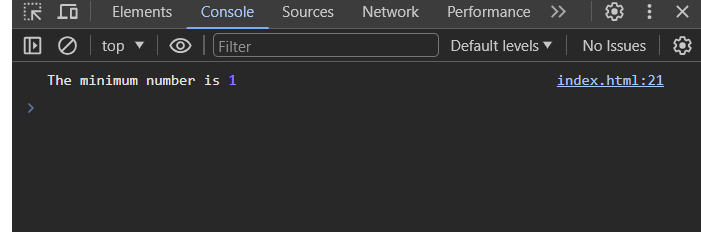 Elements Console Sources Network Performance
top Filter Default levels No Issues
The minimum number is 1 index.html:21